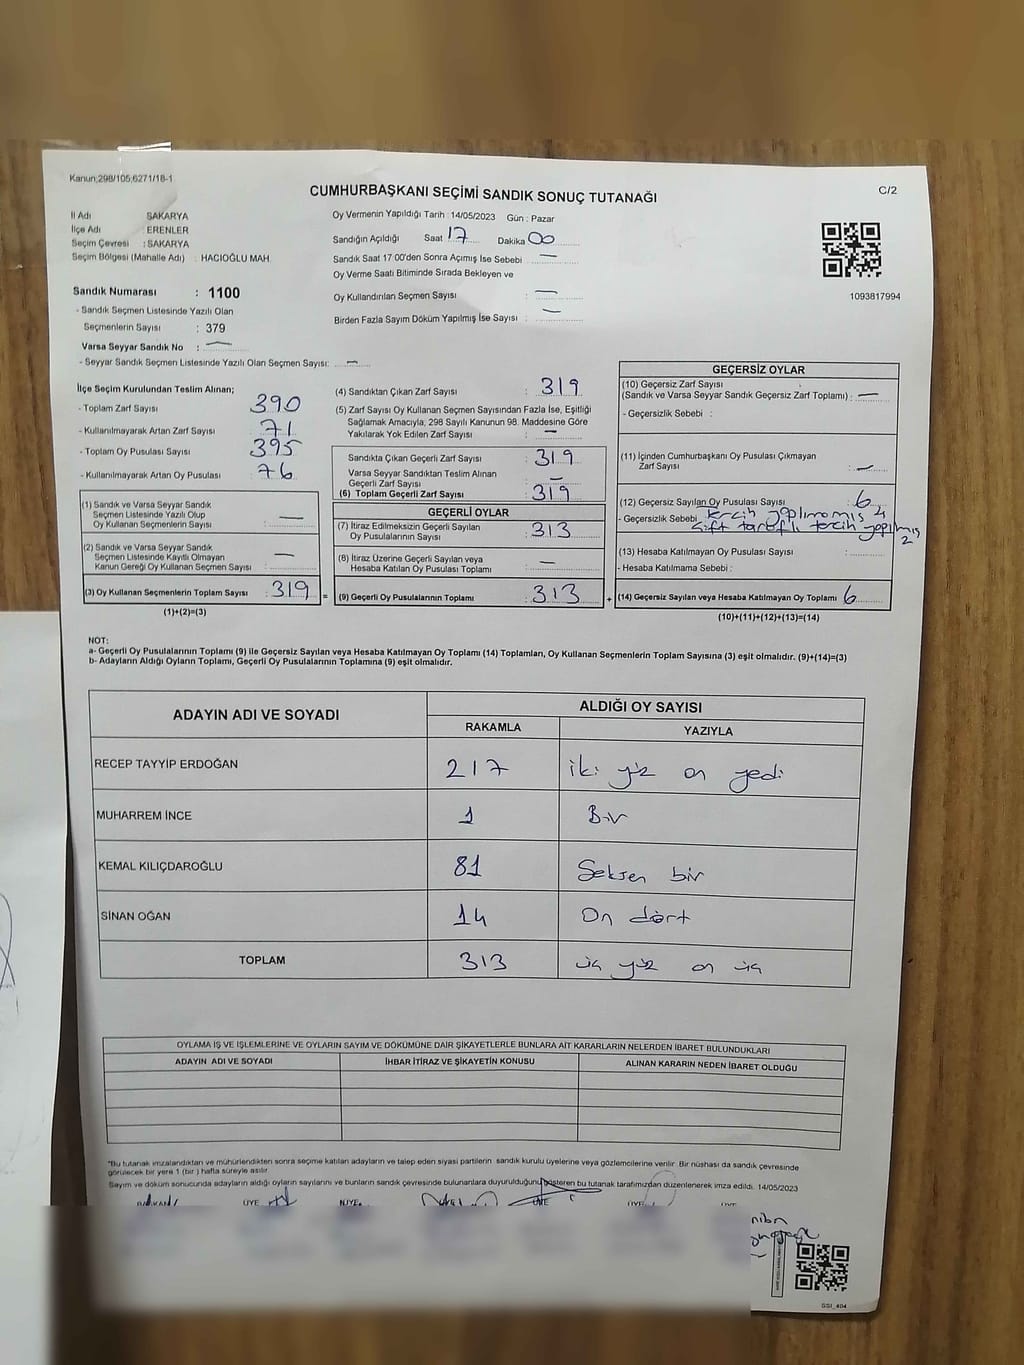 Kanun;298/105,6271/18-1
CUMHURBAŞKANI SEÇİMİ SANDIK SONUÇ TUTANAĞI
C/2
İl Adı SAKARYA
İlçe Adı : ERENLER
Seçim Çevresi : SAKARYA
Seçim Bölgesi (Mahalle Adı) : HACIOĞLU MAH
Sandık Numarası : 1100
- Sandık Seçmen Listesinde Yazılı Olan
Seçmenlerin Sayısı : 379
Varsa Seyyar Sandık No : —
- Seyyar Sandık Seçmen Listesinde Yazılı Olan Seçmen Sayısı: —
Oy Vermenin Yapıldığı Tarih : 14/05/2023 Gün : Pazar
Sandığın Açıldığı Saat 17 Dakika 00
Sandık Saat 17:00'den Sonra Açımış İse Sebebi : —
Oy Verme Saati Bitiminde Sırada Bekleyen ve
Oy Kullandırılan Seçmen Sayısı : —
Birden Fazla Sayım Döküm Yapılmış İse Sayısı : —
1093817994
İlçe Seçim Kurulundan Teslim Alınan;
- Toplam Zarf Sayısı 390
- Kullanılmayarak Artan Zarf Sayısı 71
- Toplam Oy Pusulası Sayısı 395
- Kullanılmayarak Artan Oy Pusulası 76
(1) Sandık ve Varsa Seyyar Sandık
Seçmen Listesinde Yazılı Olup
Oy Kullanan Seçmenlerin Sayısı : —
(2) Sandık ve Varsa Seyyar Sandık
Seçmen Listesinde Kayıtlı Olmayan
Kanun Gereği Oy Kullanan Seçmen Sayısı : —
(3) Oy Kullanan Seçmenlerin Toplam Sayısı : 319 =
(1)+(2)=(3)
(4) Sandıktan Çıkan Zarf Sayısı 319
(5) Zarf Sayısı Oy Kullanan Seçmen Sayısından Fazla İse, Eşitliği
Sağlamak Amacıyla, 298 Sayılı Kanunun 98. Maddesine Göre
Yakılarak Yok Edilen Zarf Sayısı : —
Sandıkta Çıkan Geçerli Zarf Sayısı : 319
Varsa Seyyar Sandıktan Teslim Alınan
Geçerli Zarf Sayısı : —
(6) Toplam Geçerli Zarf Sayısı : 319
GEÇERLİ OYLAR
(7) İtiraz Edilmeksizin Geçerli Sayılan
Oy Pusulalarının Sayısı : 313
(8) İtiraz Üzerine Geçerli Sayılan veya
Hesaba Katılan Oy Pusulası Toplamı : —
(9) Geçerli Oy Pusulalarının Toplamı : 313 +
GEÇERSİZ OYLAR
(10) Geçersiz Zarf Sayısı
(Sandık ve Varsa Seyyar Sandık Geçersiz Zarf Toplamı) : —
- Geçersizlik Sebebi :
(11) İçinden Cumhurbaşkanı Oy Pusulası Çıkmayan
Zarf Sayısı : —
(12) Geçersiz Sayılan Oy Pusulası Sayısı : 6
- Geçersizlik Sebebi Tercih yapılmamış 4
Çift taraflı tercih yapılmış 2
(13) Hesaba Katılmayan Oy Pusulası Sayısı :
- Hesaba Katılmama Sebebi :
(14) Geçersiz Sayılan veya Hesaba Katılmayan Oy Toplamı 6
(10)+(11)+(12)+(13)=(14)
NOT:
a- Geçerli Oy Pusulalarının Toplamı (9) ile Geçersiz Sayılan veya Hesaba Katılmayan Oy Toplamı (14) Toplamları, Oy Kullanan Seçmenlerin Toplam Sayısına (3) eşit olmalıdır. (9)+(14)=(3)
b- Adayların Aldığı Oyların Toplamı, Geçerli Oy Pusulalarının Toplamına (9) eşit olmalıdır.
ADAYIN ADI VE SOYADI ALDIĞI OY SAYISI
RAKAMLA YAZIYLA
RECEP TAYYİP ERDOĞAN 217 iki yüz on yedi
MUHARREM İNCE 1 Bir
KEMAL KILIÇDAROĞLU 81 Seksen bir
SİNAN OĞAN 14 On dört
TOPLAM 313 üç yüz on üç
OYLAMA İŞ VE İŞLEMLERİNE VE OYLARIN SAYIM VE DÖKÜMÜNE DAİR ŞİKAYETLERLE BUNLARA AİT KARARLARIN NELERDEN İBARET BULUNDUKLARI
ADAYIN ADI VE SOYADI İHBAR İTİRAZ VE ŞİKAYETİN KONUSU ALINAN KARARIN NEDEN İBARET OLDUĞU
"Bu tutanak imzalandıktan ve mühürlendikten sonra seçime katılan adayların ve talep eden siyasi partilerin sandık kurulu üyelerine veya gözlemcilerine verilir. Bir nüshası da sandık çevresinde
görülecek bir yere 1 (bir ) hafta süreyle asılır.
Sayım ve döküm sonucunda adayların aldığı oyların sayılarını ve bunların sandık çevresinde bulunanlara duyurulduğunu gösteren bu tutanak tarafımızdan düzenlenerek imza edildi. 14/05/2023
BAŞKAN ÜYE ÜYE ÜYE ÜYE ÜYE
SSI_404